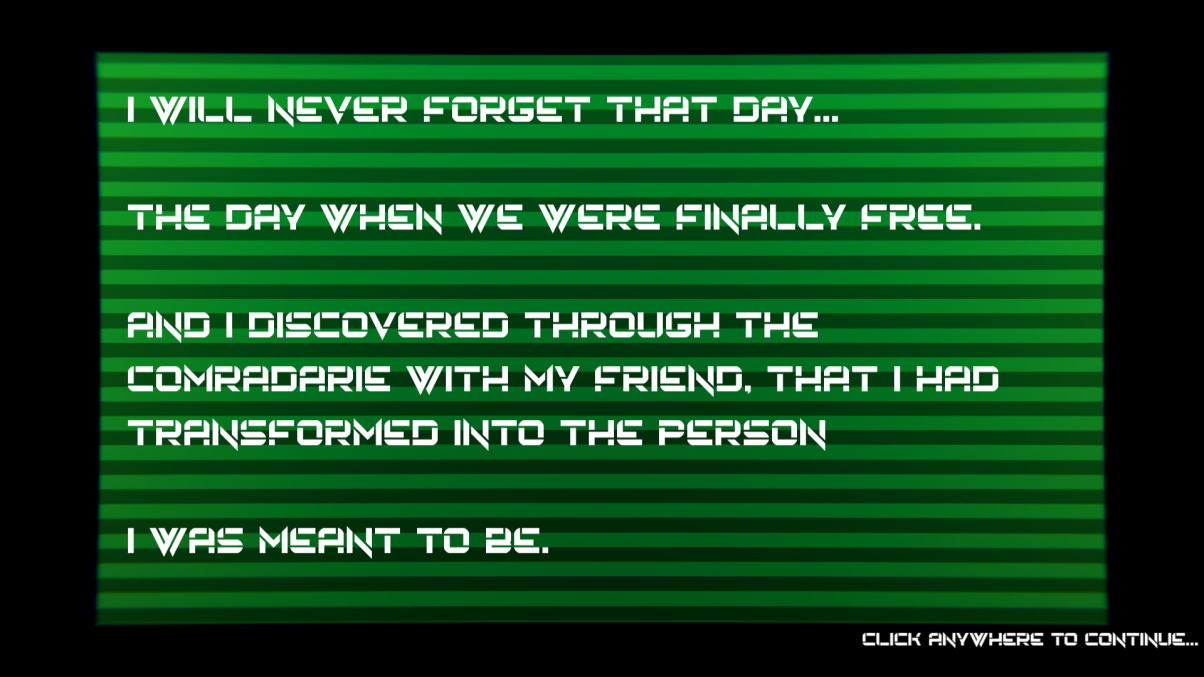 I WILL NEVER FORGET THAT DAY...
THE DAY WHEN WE WERE FINALLY FREE.
AND I DISCOVERED THROUGH THE
COMRADARIE WITH MY FRIEND, THAT I HAD
TRANSFORMED INTO THE PERSON
I WAS MEANT TO BE.
CLICK ANYWHERE TO CONTINUE...